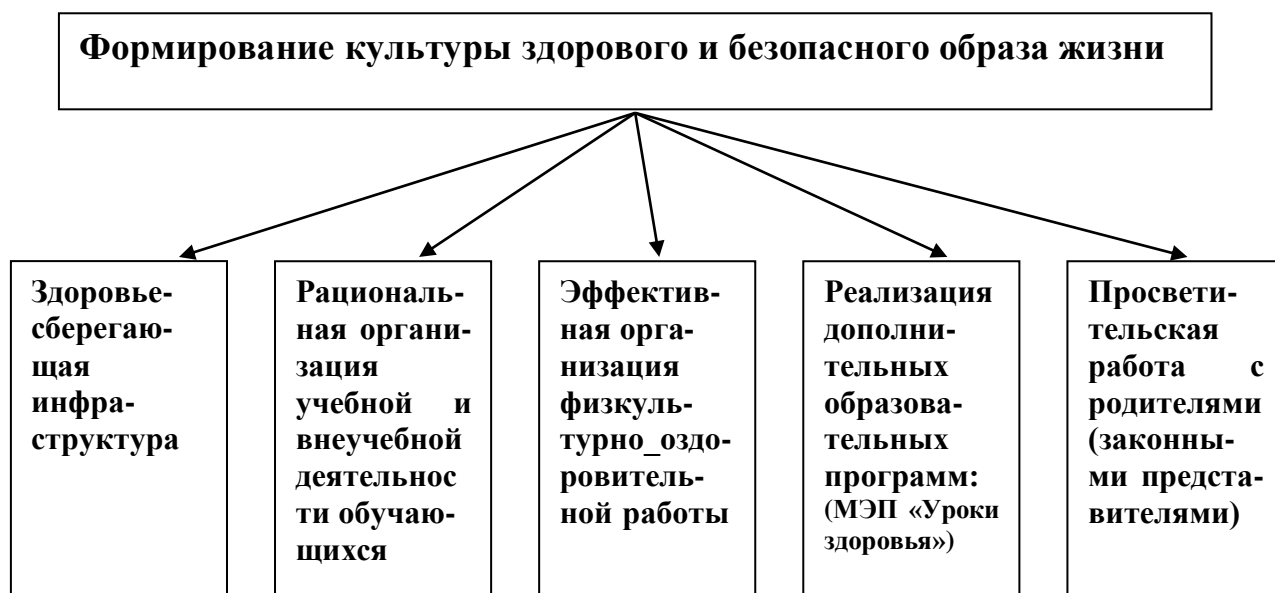 Формирование культуры здорового и безопасного образа жизни
Здоровье-
сберегаю-
щая
инфра-
структура
Рациональ-
ная органи-
зация
учебной и
внеучебной
деятельнос
ти обучаю-
щихся
Эффектив-
ная орга-
низация
физкуль-
турно_оздо-
ровитель-
ной работы
Реализация
дополни-
тельных
образова-
тельных
программ:
(МЭП «Уроки
здоровья»)
Просвети-
тельская
работа с
родителями
(законны-
ми предста-
вителями)